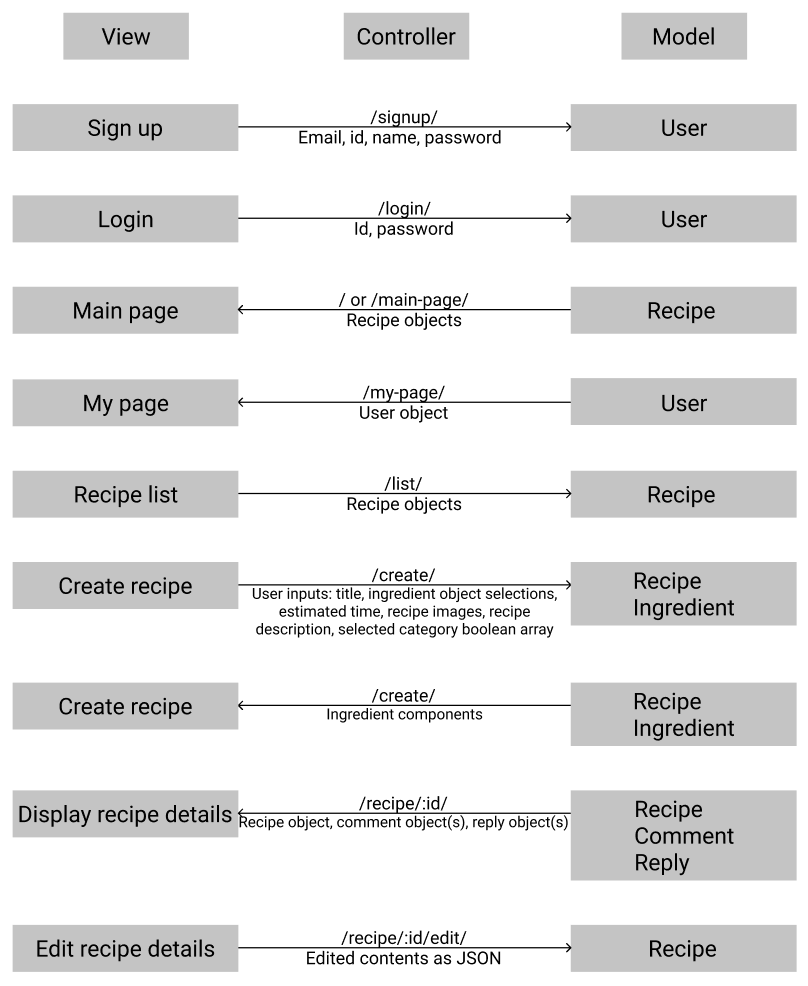 View
Controller
Model
Sign up
/signup/
Email, id, name, password
User
Login
/login/
Id, password
User
Main page
/ or /main-page/
Recipe objects
Recipe
My page
/my-page/
User object
User
Recipe list
/list/
Recipe objects
Recipe
Create recipe
/create/
User inputs: title, ingredient object selections,
estimated time, recipe images, recipe
description, selected category boolean array
Recipe
Ingredient
Create recipe
/create/
Ingredient components
Recipe
Ingredient
Display recipe details
/recipe/:id/
Recipe object, comment object(s), reply object(s)
Recipe
Comment
Reply
Edit recipe details
/recipe/:id/edit/
Edited contents as JSON
Recipe